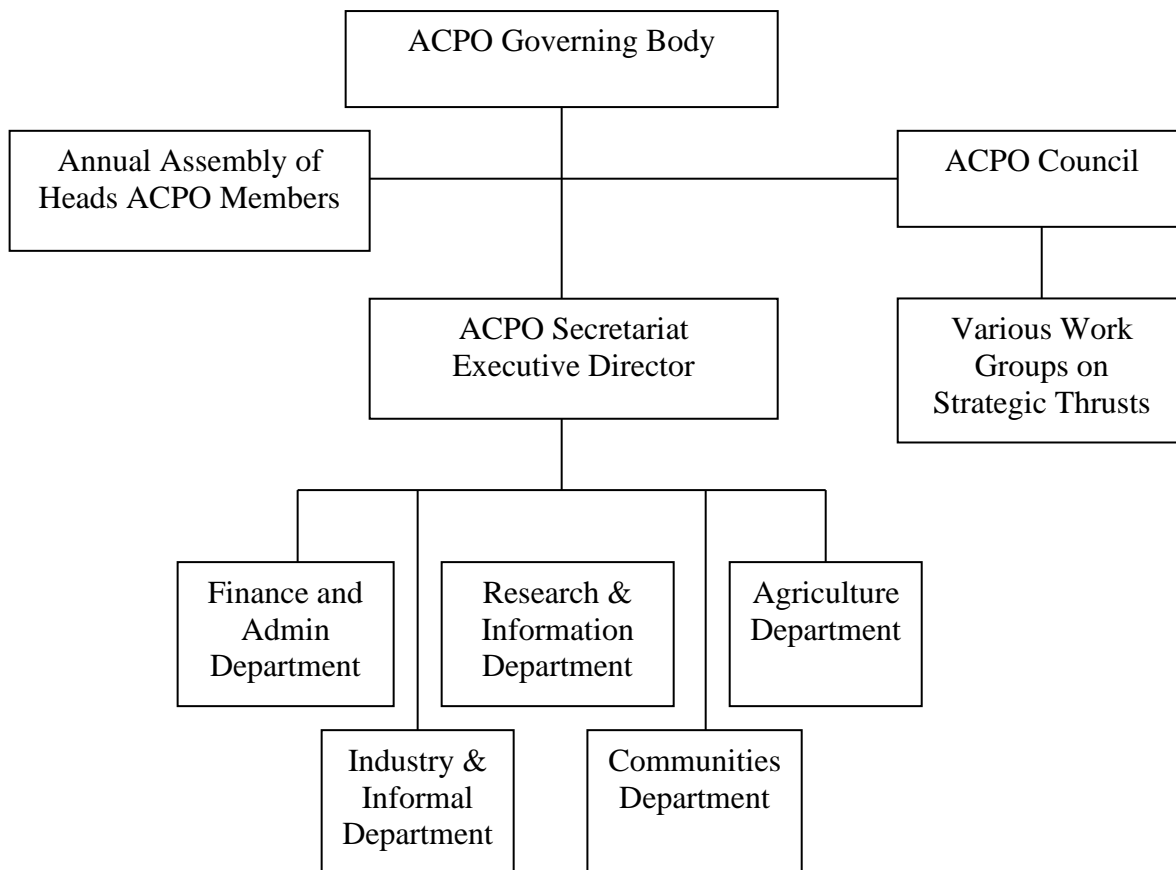 ACPO Governing Body
Annual Assembly of
Heads ACPO Members
ACPO Council
ACPO Secretariat
Executive Director
Various Work
Groups on
Strategic Thrusts
Finance and
Admin
Department
Research &
Information
Department
Agriculture
Department
Industry &
Informal
Department
Communities
Department